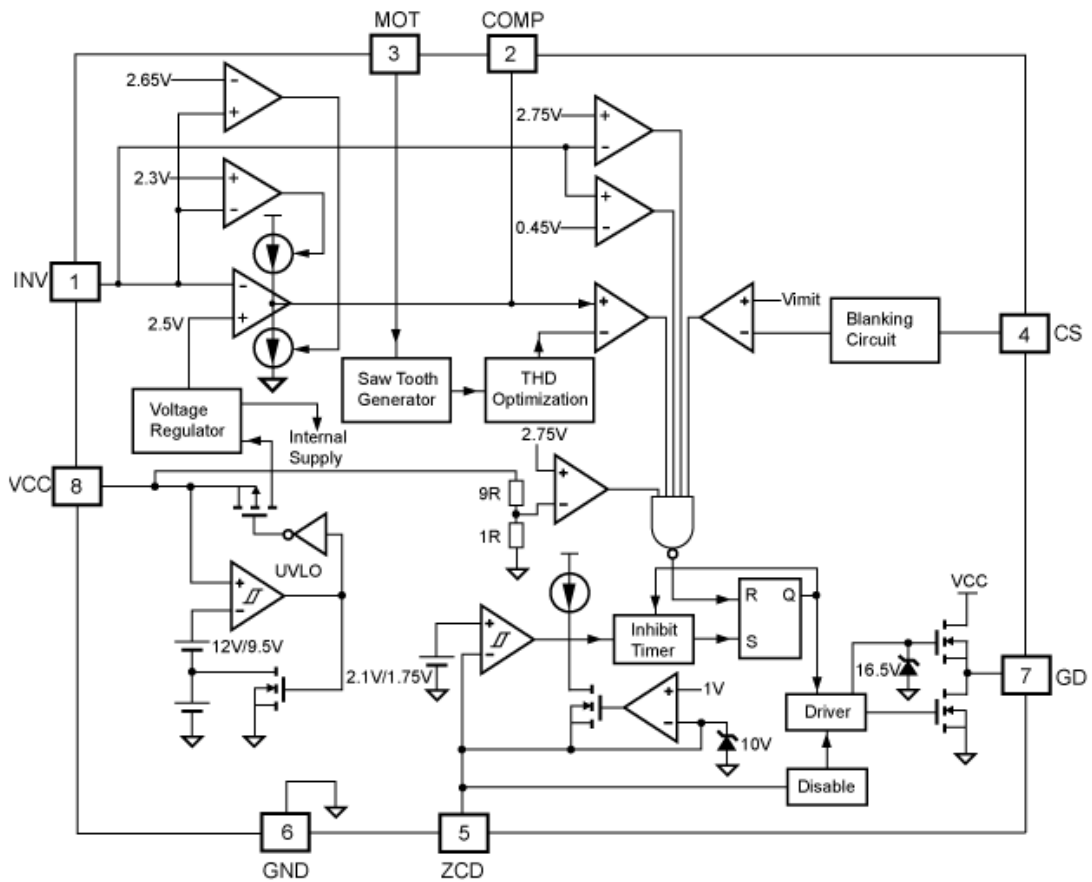 MOT
COMP
3
2
2.65V
-
+
2.75V
+
-
2.3V
+
-
+
0.45V
-
INV
1
-
2.5V
+
+
-
+
Vimit
-
Blanking
Circuit
4
CS
Saw Tooth
Generator
THD
Optimization
Voltage
Regulator
Internal
Supply
2.75V
+
-
VCC
8
9R
1R
UVLO
+
-
12V/9.5V
+
-
2.1V/1.75V
Inhibit
Timer
R
Q
S
VCC
16.5V
7
GD
1V
+
-
10V
Driver
Disable
6
GND
5
ZCD